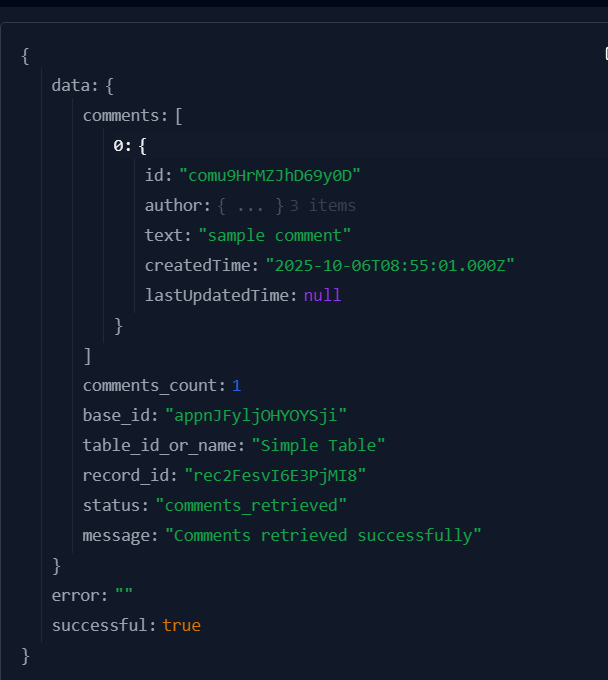 {
data: {
comments: [
0: {
id: "comu9HrMZJhD69y0D"
author: { ... } 3 items
text: "sample comment"
createdTime: "2025-10-06T08:55:01.000Z"
lastUpdatedTime: null
}
]
comments_count: 1
base_id: "appnJFyljOHYOYSji"
table_id_or_name: "Simple Table"
record_id: "rec2FesvI6E3PjMI8"
status: "comments_retrieved"
message: "Comments retrieved successfully"
}
error: ""
successful: true
}